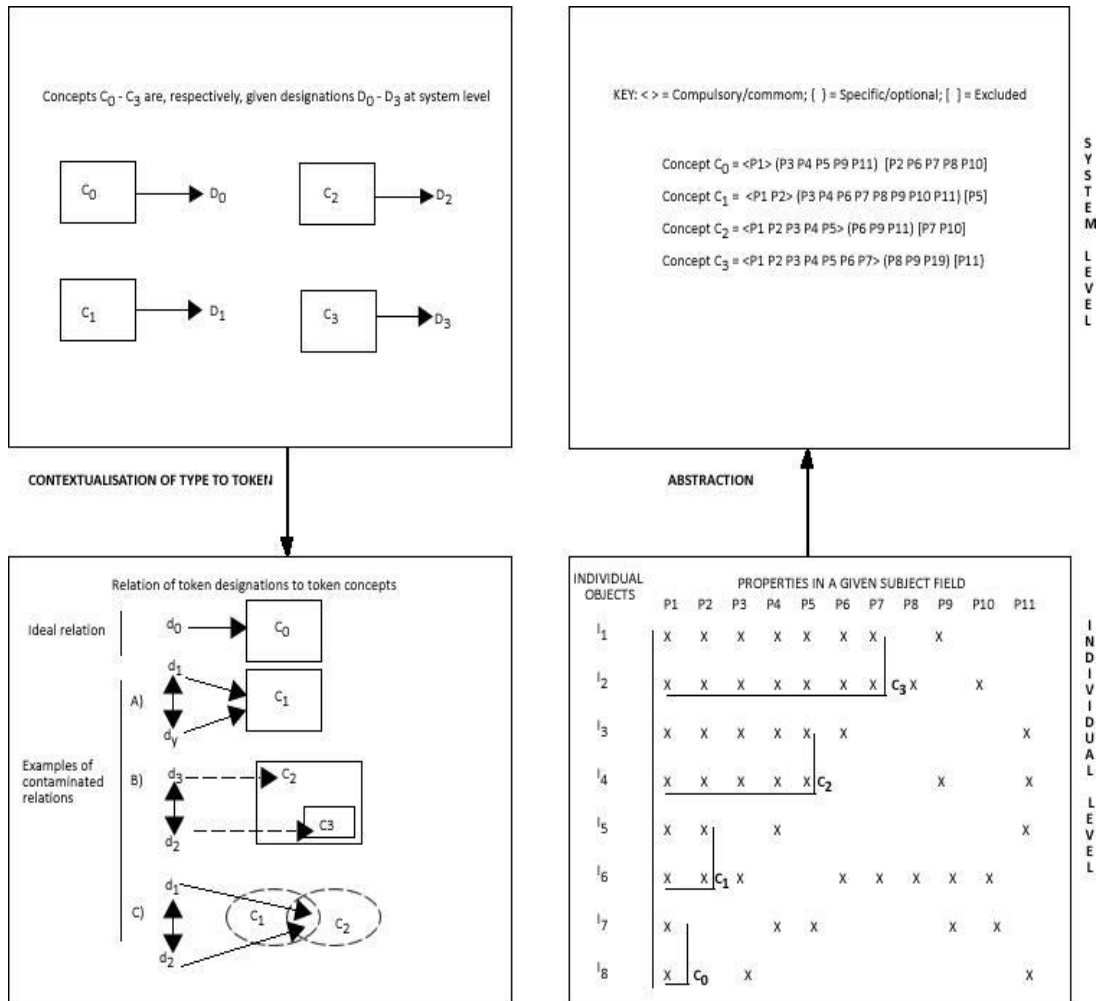 Concepts C0 - C3 are, respectively, given designations D0 - D3 at system level
C0 D0
C2 D2
C1 D1
C3 D3
KEY: < > = Compulsory/commom; { } = Specific/optional; [ ] = Excluded
Concept C0 = <P1> (P3 P4 P5 P9 P11) [P2 P6 P7 P8 P10]
Concept C1 = <P1 P2> (P3 P4 P6 P7 P8 P9 P10 P11) [P5]
Concept C2 = <P1 P2 P3 P4 P5> (P6 P9 P11) [P7 P10]
Concept C3 = <P1 P2 P3 P4 P5 P6 P7> (P8 P9 P19) [P11}
SYSTEM LEVEL
CONTEXTUALISATION OF TYPE TO TOKEN
ABSTRACTION
Relation of token designations to token concepts
Ideal relation
d0 C0
Examples of
contaminated
relations
A)
d1
C1
dy
B)
d3 C2
C3
d2
C)
d1
C1 C2
d2
INDIVIDUAL
OBJECTS
PROPERTIES IN A GIVEN SUBJECT FIELD
P1 P2 P3 P4 P5 P6 P7 P8 P9 P10 P11
I1 X X X X X X X X
I2 X X X X X X X C3 X X
I3 X X X X X X X
I4 X X X X X C2 X X
I5 X X X X
I6 X X C1 X X X X X X
I7 X X X X X
I8 X C0 X X
INDIVIDUAL LEVEL